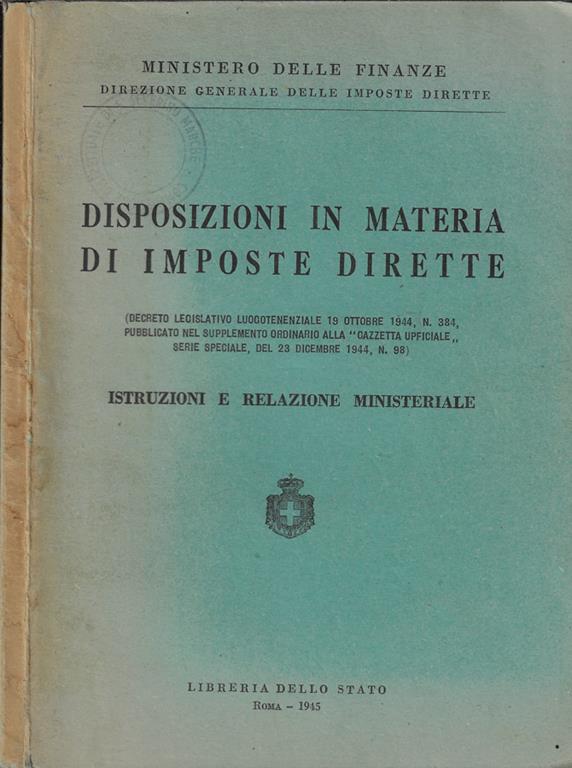 MINISTERO DELLE FINANZE
DIREZIONE GENERALE DELLE IMPOSTE DIRETTE
MARCHE
DISPOSIZIONI IN MATERIA
DI IMPOSTE DIRETTE
(DECRETO LEGISLATIVO LUOGOTENENZIALE 19 OTTOBRE 1944, N. 384,
PUBBLICATO NEL SUPPLEMENTO ORDINARIO ALLA "GAZZETTA UFFICIALE„
SERIE SPECIALE, DEL 23 DICEMBRE 1944, N. 98)
ISTRUZIONI E RELAZIONE MINISTERIALE
LIBRERIA DELLO STATO
ROMA - 1945